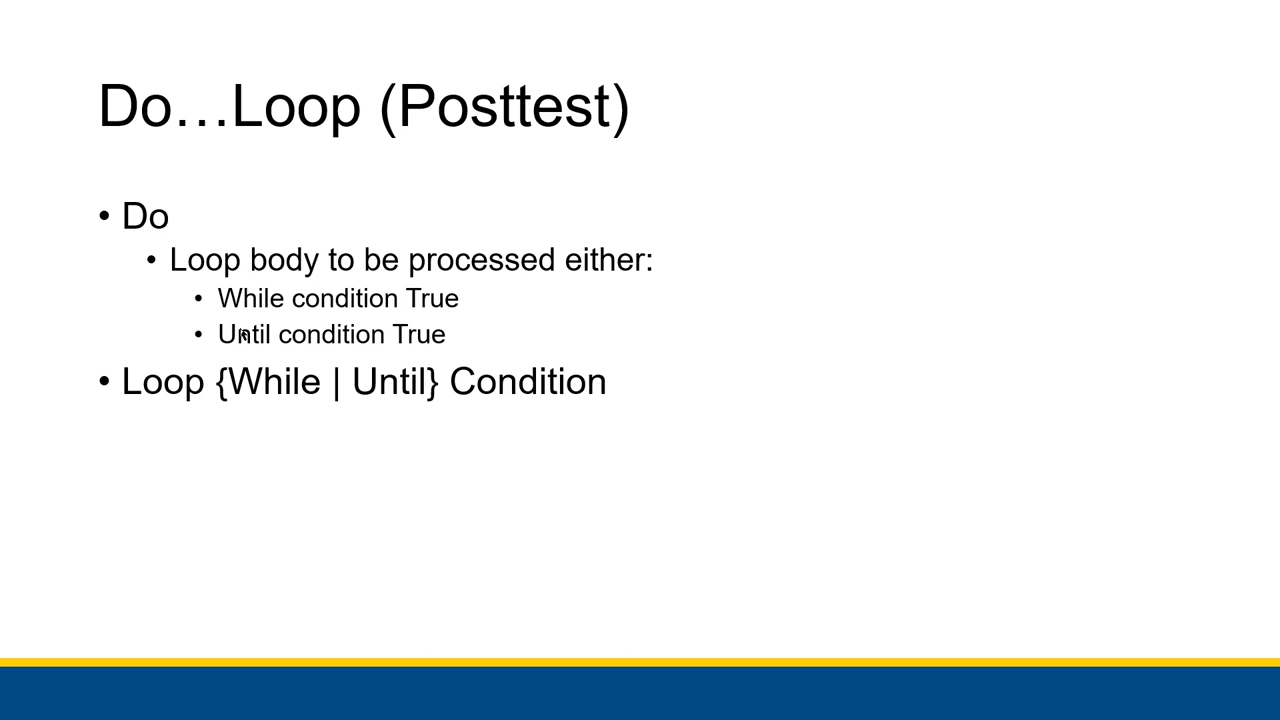 Do…Loop (Posttest)
• Do
• Loop body to be processed either:
• While condition True
• Until condition True
• Loop {While | Until} Condition